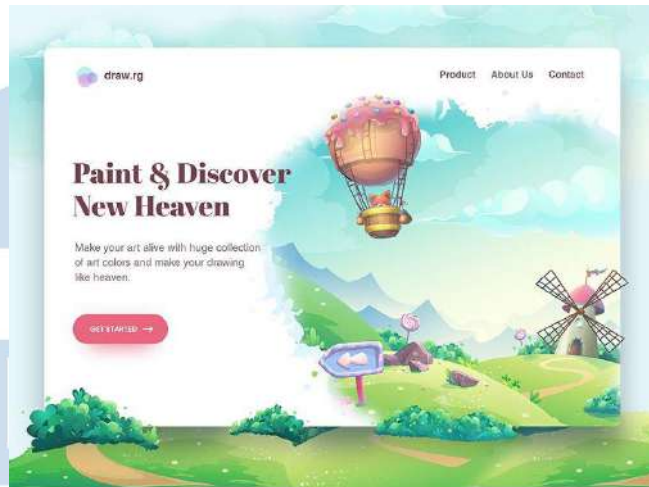 draw.rg
Product About Us Contact
Paint & Discover
New Heaven
Make your art alive with huge collection
of art colors and make your drawing
like heaven.
GET STARTED